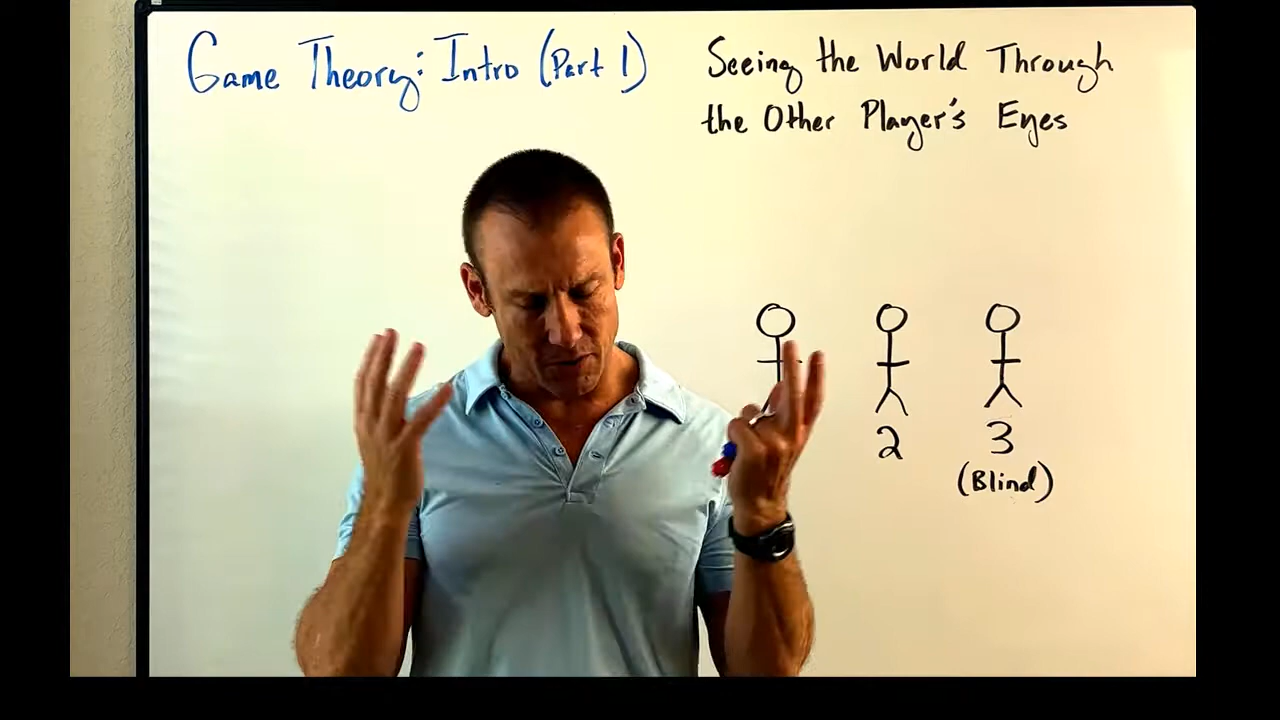 Game Theory: Intro (Part 1)
Seeing the World Through
the Other Player's Eyes
2
3
(Blind)